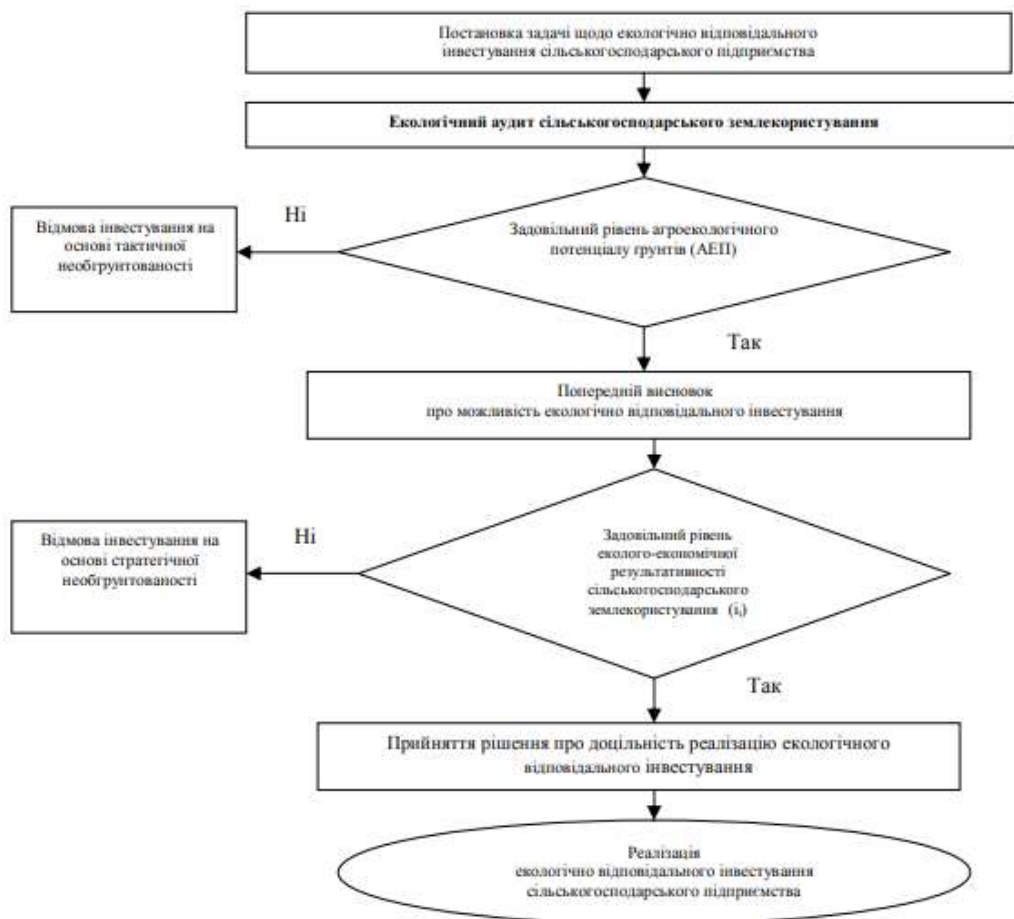 Постановка задачі щодо екологічно відповідального
інвестування сільськогосподарського підприємства
Екологічний аудит сільськогосподарського землекористування
Задовільний рівень агроекологічного
потенціалу ґрунтів (АЕП)
Ні
Відмова інвестування на
основі тактичної
необгрунтованості
Так
Попередній висновок
про можливість екологічно відповідального інвестування
Задовільний рівень
еколого-економічної
результативності
сільськогосподарського
землекористування (іᵢ)
Ні
Відмова інвестування на
основі стратегічної
необгрунтованості
Так
Прийняття рішення про доцільність реалізацію екологічного
відповідального інвестування
Реалізація
екологічно відповідального інвестування
сільськогосподарського підприємства